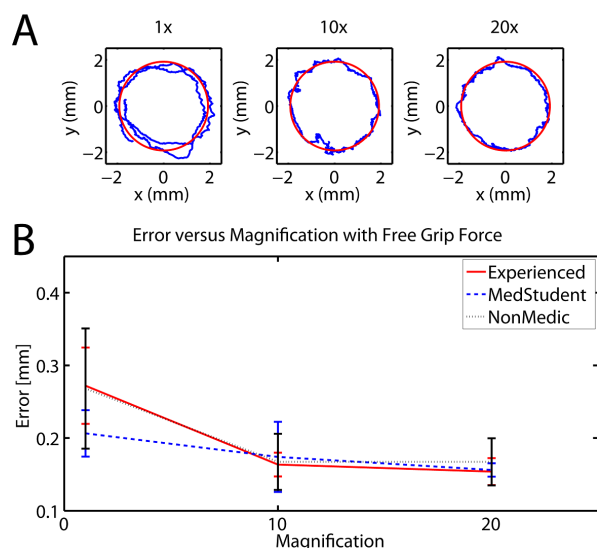 A
1x 10x 20x
y (mm) y (mm) y (mm)
2 2 2
0 0 0
−2 −2 −2
−2 0 2 −2 0 2 −2 0 2
x (mm) x (mm) x (mm)
B
Error versus Magnification with Free Grip Force
Experienced
MedStudent
NonMedic
Error [mm]
0.4
0.3
0.2
0.1
0 10 20
Magnification